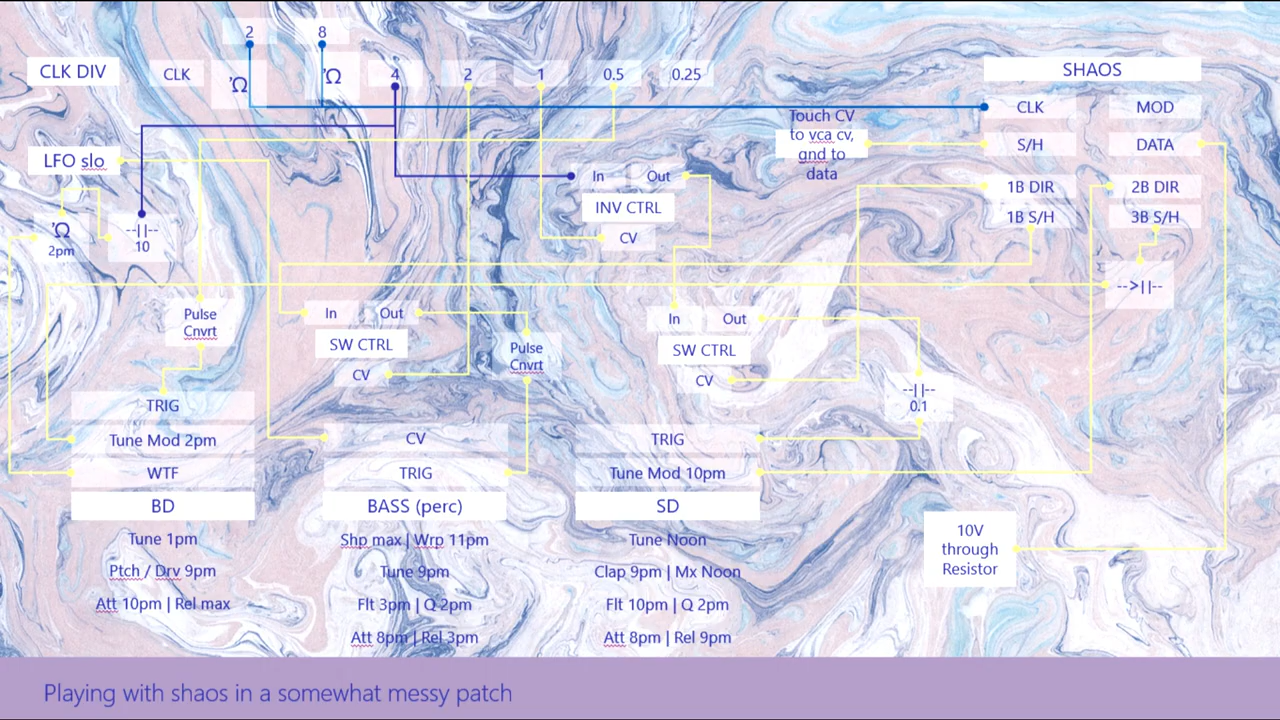 2 8
CLK DIV CLK 'Ω 'Ω 4 2 1 0.5 0.25 SHAOS
CLK MOD
Touch CV
to vca cv,
gnd to
data
S/H DATA
LFO slo
In Out
1B DIR 2B DIR
INV CTRL
1B S/H 3B S/H
'Ω
2pm
--||--
10
CV
-->||--
Pulse
Cnvrt
In Out
SW CTRL
CV
Pulse
Cnvrt
In Out
SW CTRL
CV
--||--
0.1
TRIG
Tune Mod 2pm
WTF
BD
Tune 1pm
Ptch / Drv 9pm
Att 10pm | Rel max
CV
TRIG
BASS (perc)
Shp max | Wrp 11pm
Tune 9pm
Flt 3pm | Q 2pm
Att 8pm | Rel 3pm
TRIG
Tune Mod 10pm
SD
Tune Noon
Clap 9pm | Mx Noon
Flt 10pm | Q 2pm
Att 8pm | Rel 9pm
10V
through
Resistor
Playing with shaos in a somewhat messy patch